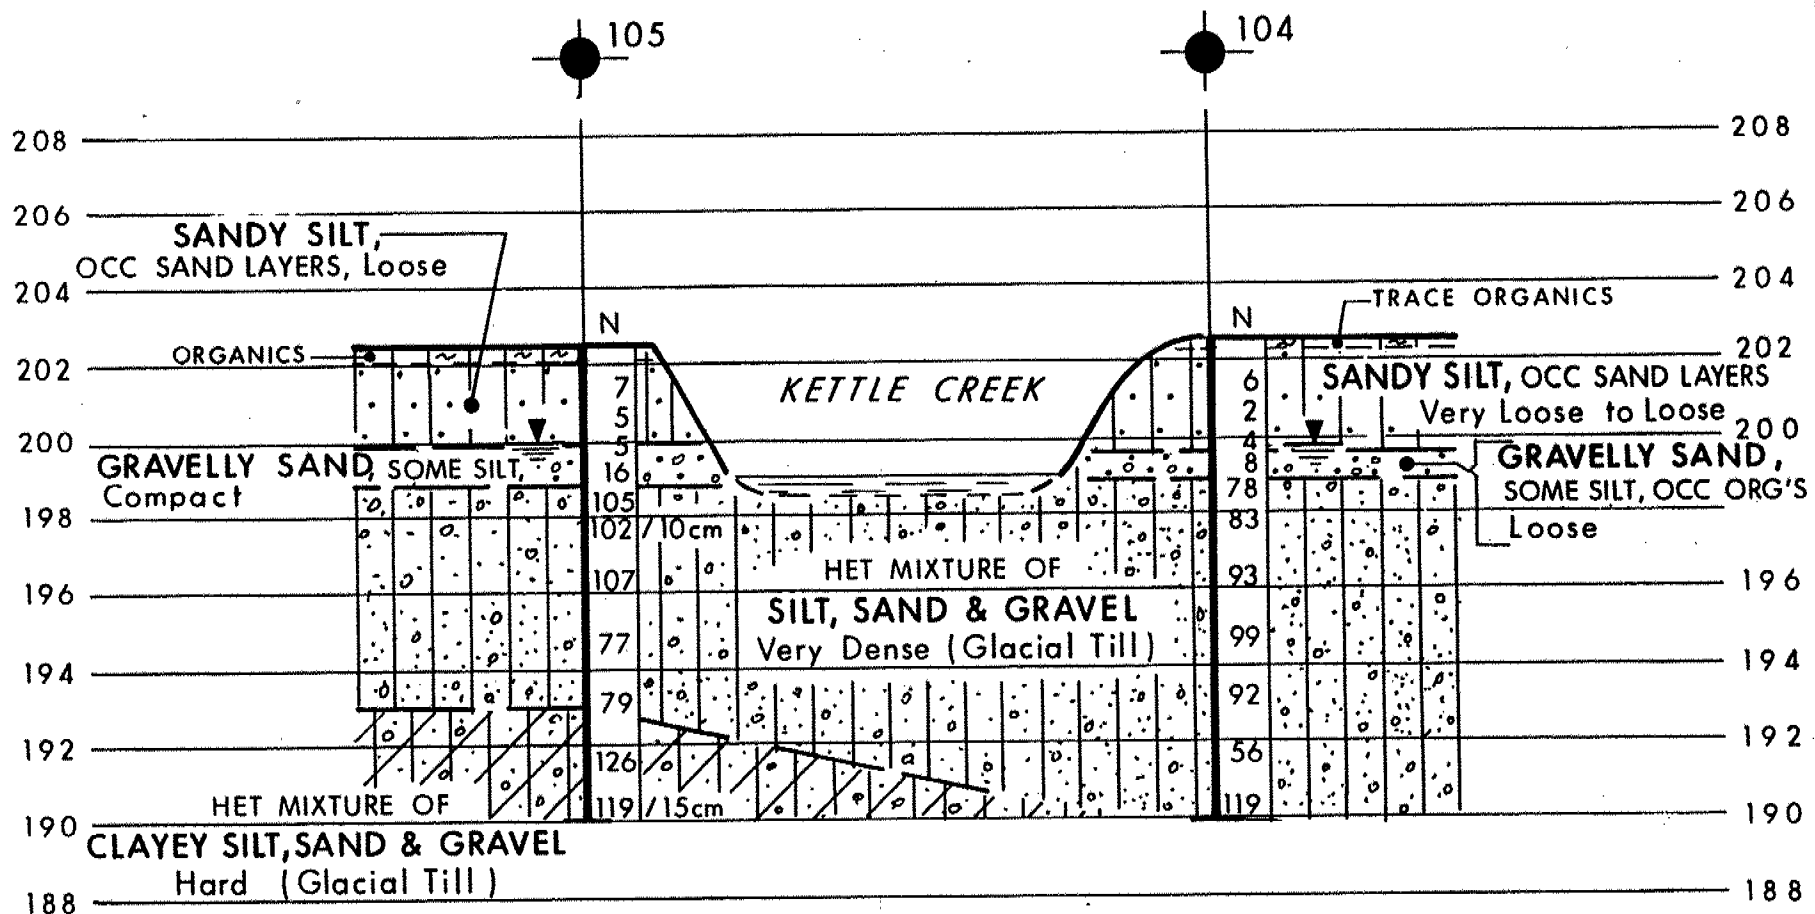 105
104
208
208
206
206
SANDY SILT,
OCC SAND LAYERS, Loose
204
204
TRACE ORGANICS
N
N
ORGANICS
202
202
KETTLE CREEK
SANDY SILT, OCC SAND LAYERS
Very Loose to Loose
7
5
5
16
105
102 / 10cm
107
77
79
126
119 / 15cm
6
2
4
8
78
83
93
99
92
56
119
200
200
GRAVELLY SAND, SOME SILT,
Compact
GRAVELLY SAND,
SOME SILT, OCC ORG'S
Loose
198
HET MIXTURE OF
SILT, SAND & GRAVEL
Very Dense (Glacial Till)
196
196
194
194
192
192
HET MIXTURE OF
190
190
CLAYEY SILT, SAND & GRAVEL
Hard (Glacial Till)
188
188